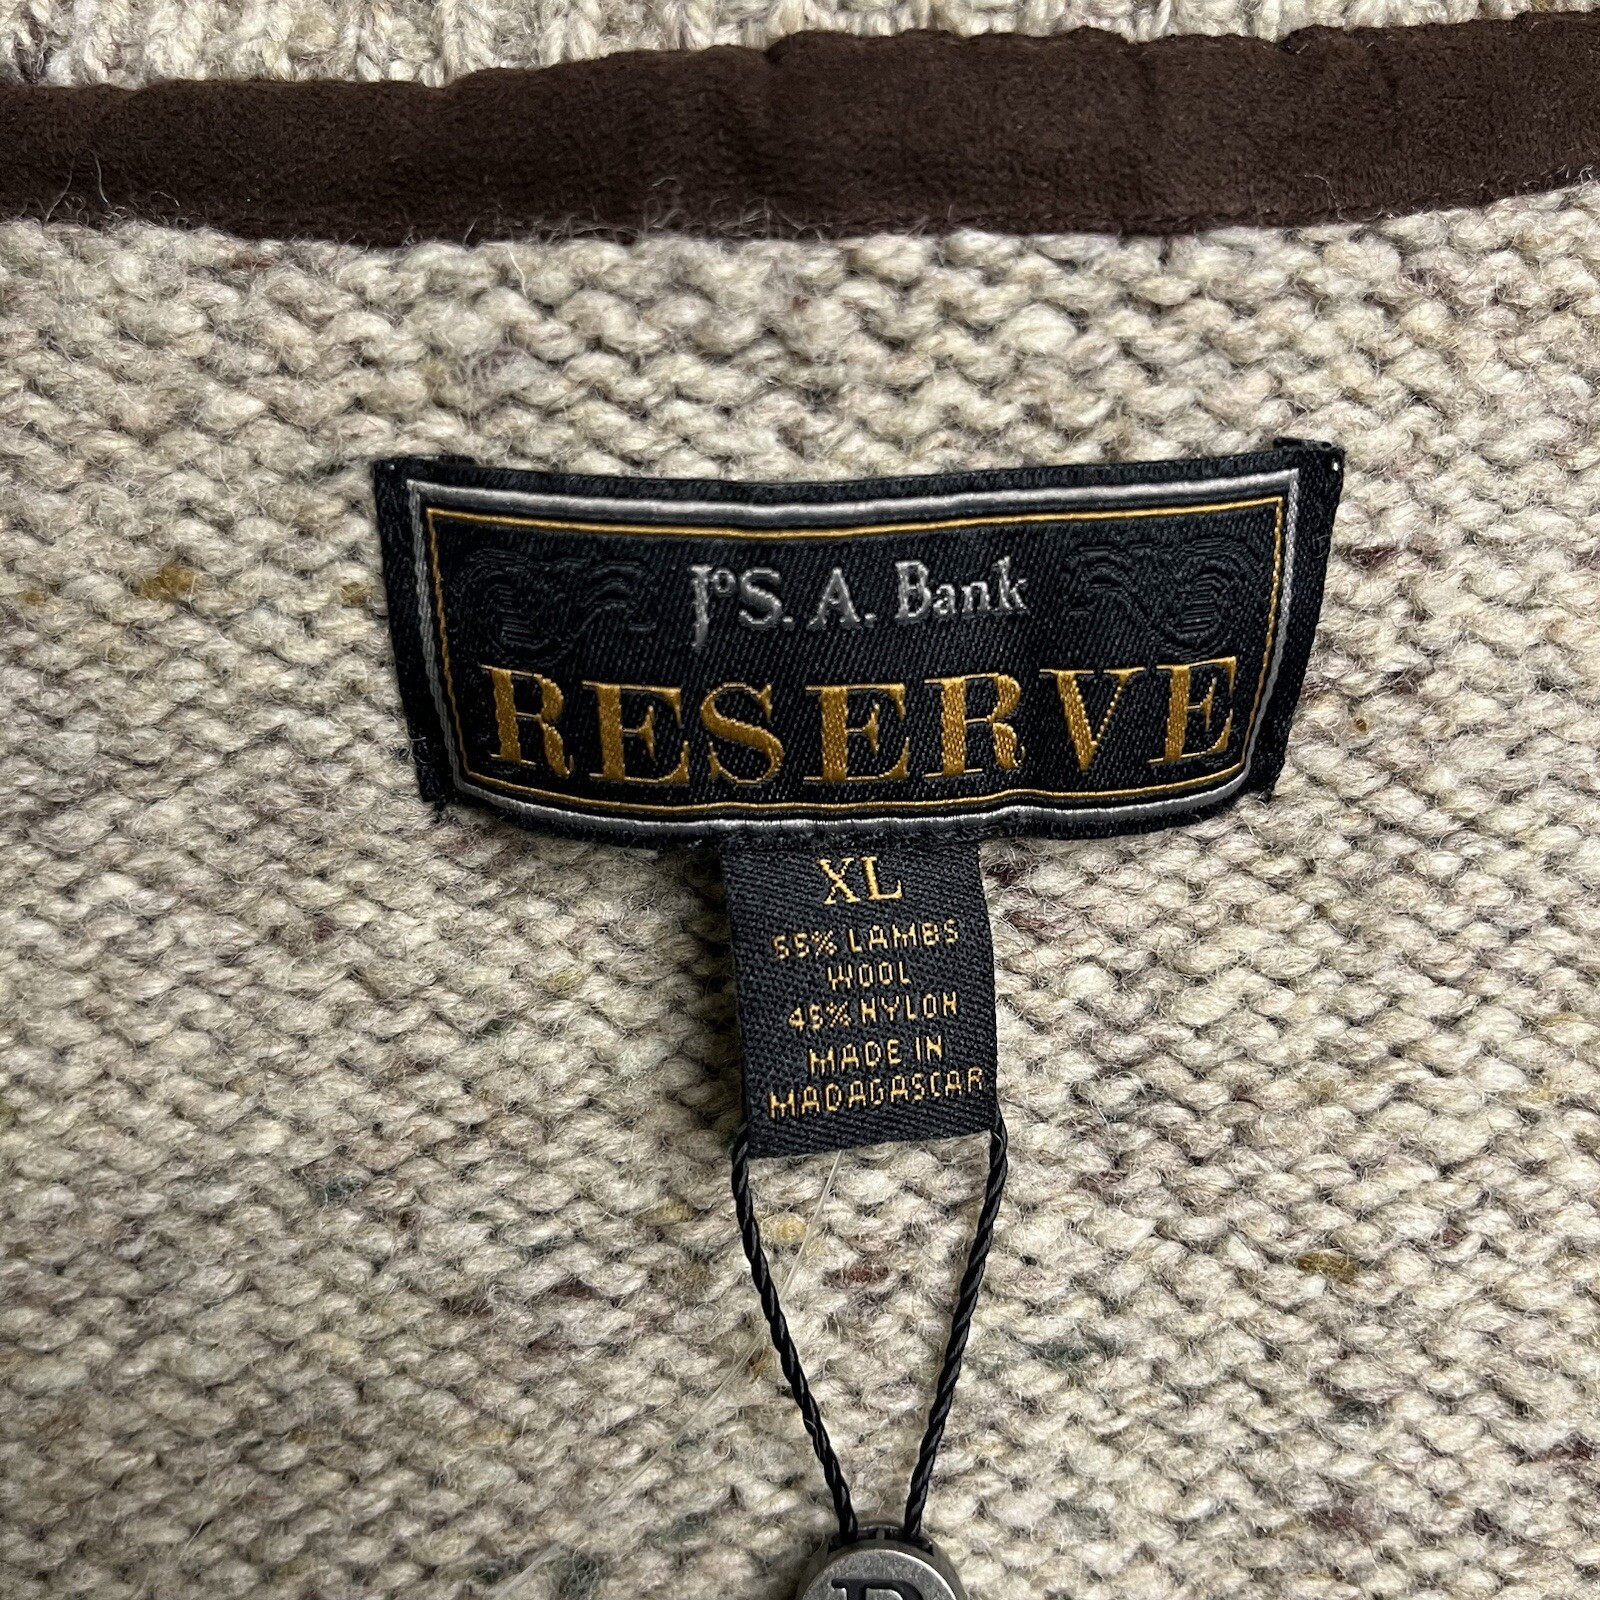 JoS. A. Bank
RESERVE
XL
55% LAMBS
WOOL
45% NYLON
MADE IN
MADAGASCAR